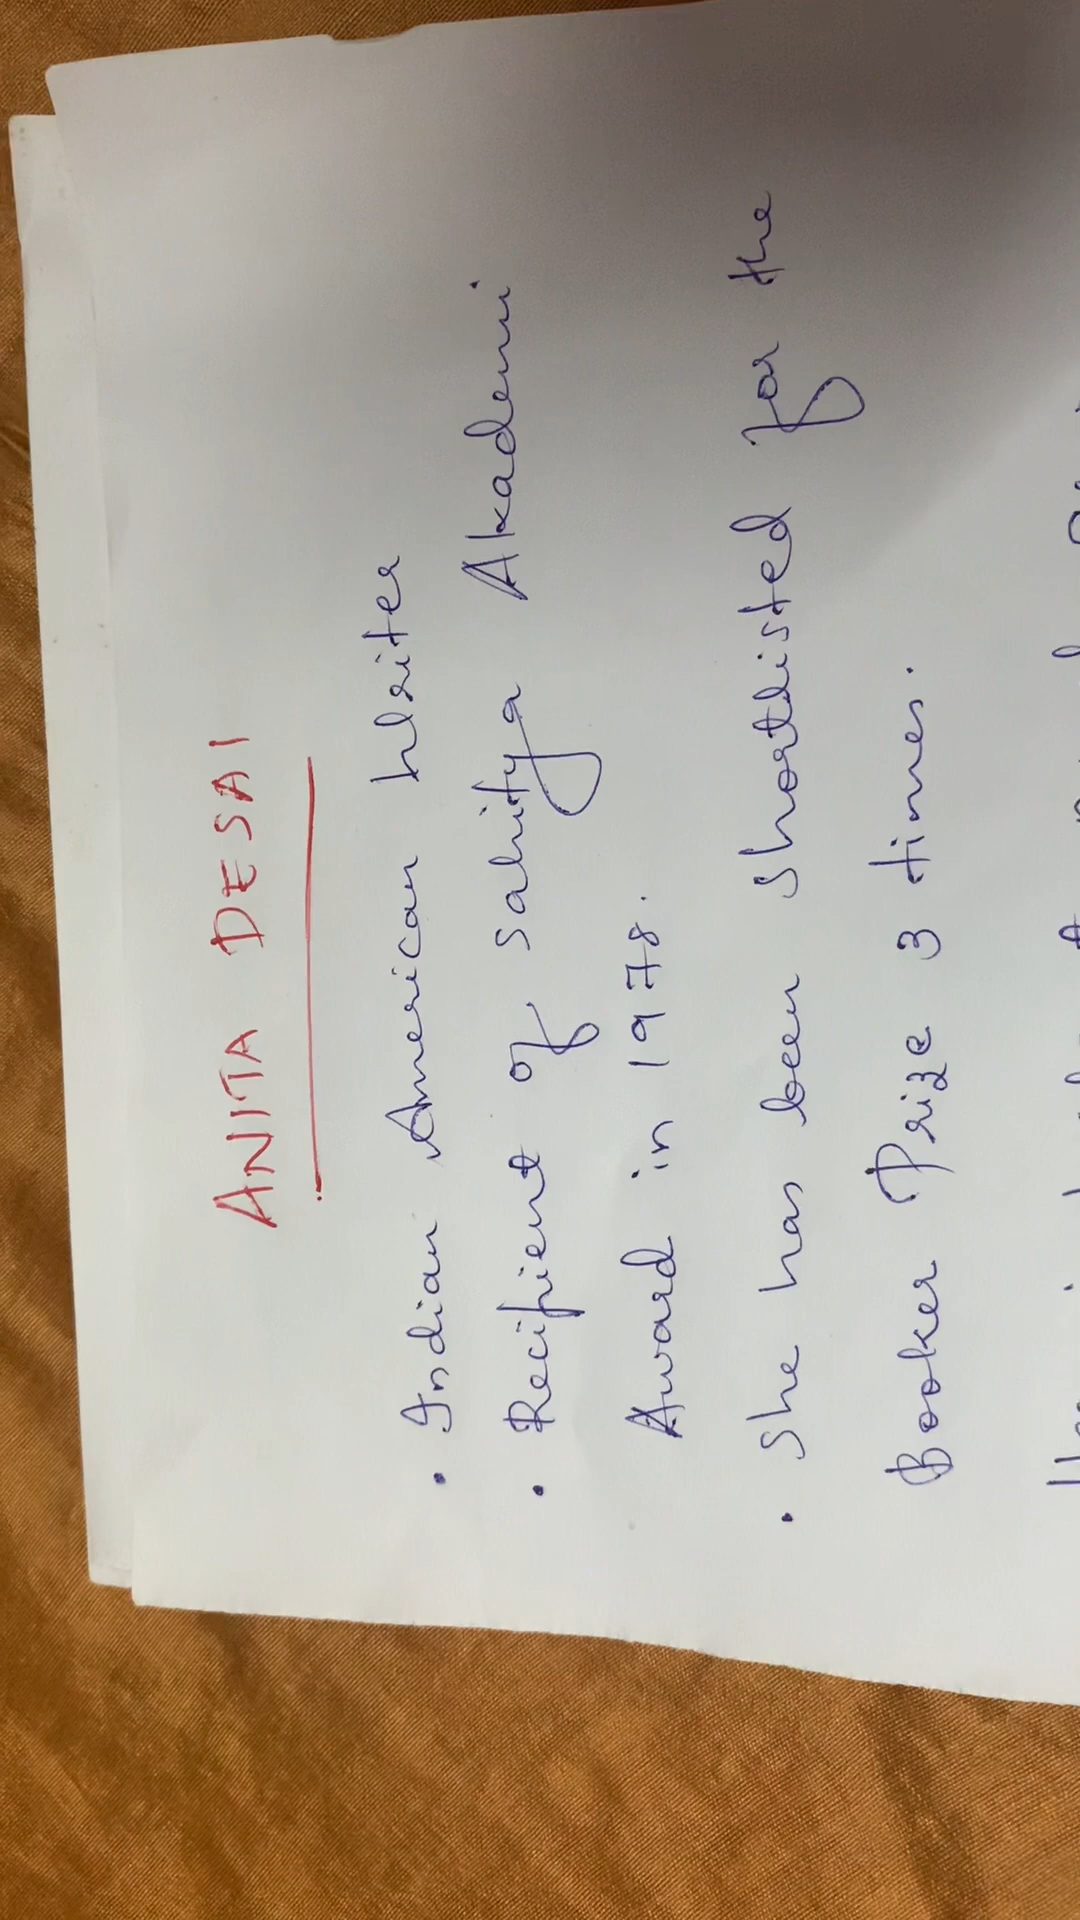 ANITA DESAI
• Indian American Writer
• Recipient of Sahitya Akademi
Award in 1978.
• She has been shortlisted for the
Booker Prize 3 times.